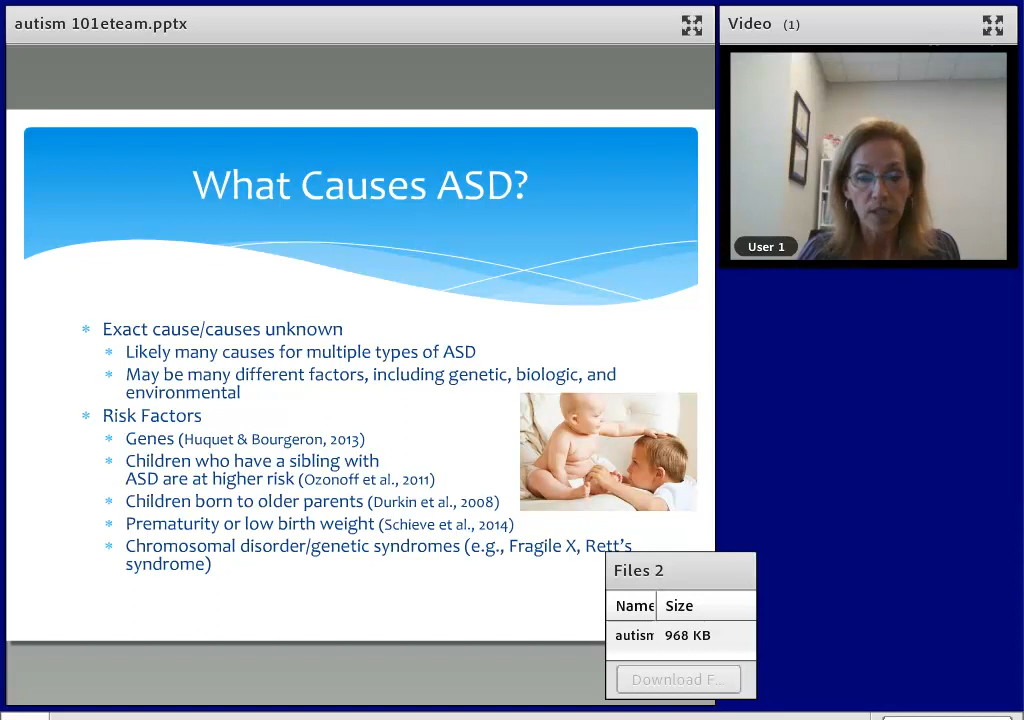 autism 101eteam.pptx
Video (1)
User 1
What Causes ASD?
* Exact cause/causes unknown
* Likely many causes for multiple types of ASD
* May be many different factors, including genetic, biologic, and
environmental
* Risk Factors
* Genes (Huquet & Bourgeron, 2013)
* Children who have a sibling with
ASD are at higher risk (Ozonoff et al., 2011)
* Children born to older parents (Durkin et al., 2008)
* Prematurity or low birth weight (Schieve et al., 2014)
* Chromosomal disorder/genetic syndromes (e.g., Fragile X, Rett's
syndrome)
Files 2
Name Size
autism 968 KB
Download F...